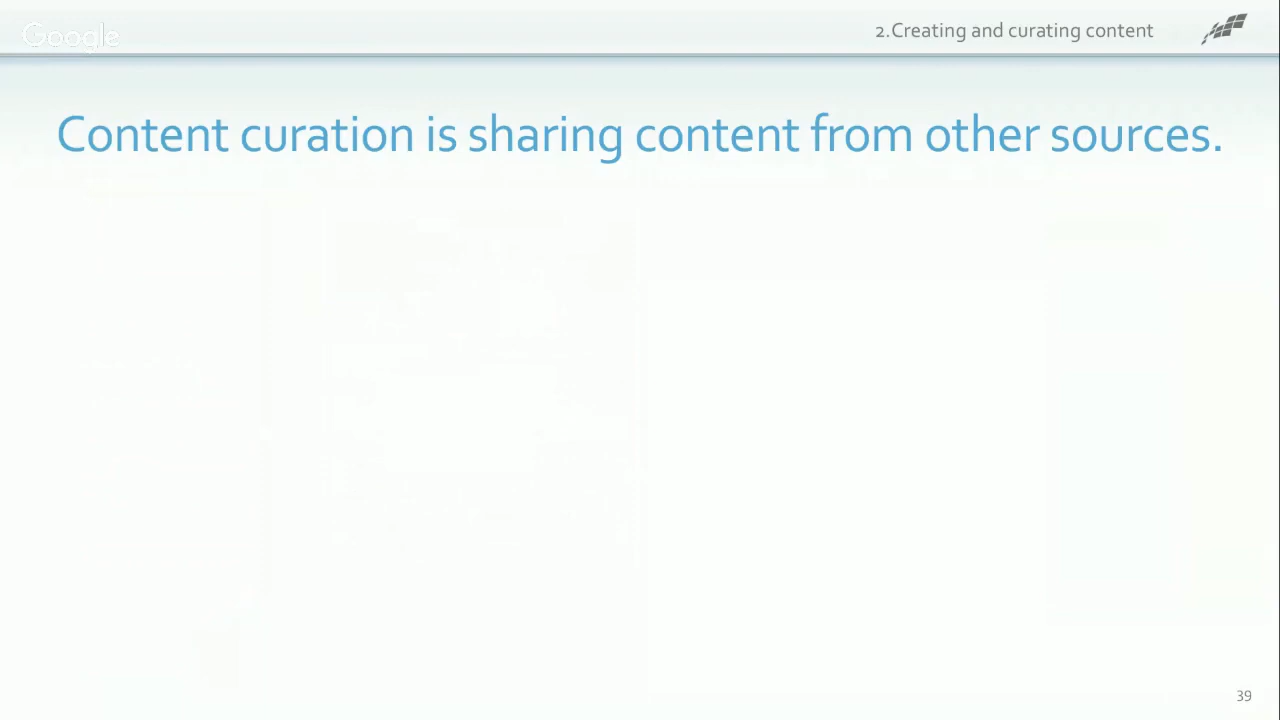 Google
2.Creating and curating content
Content curation is sharing content from other sources.
39